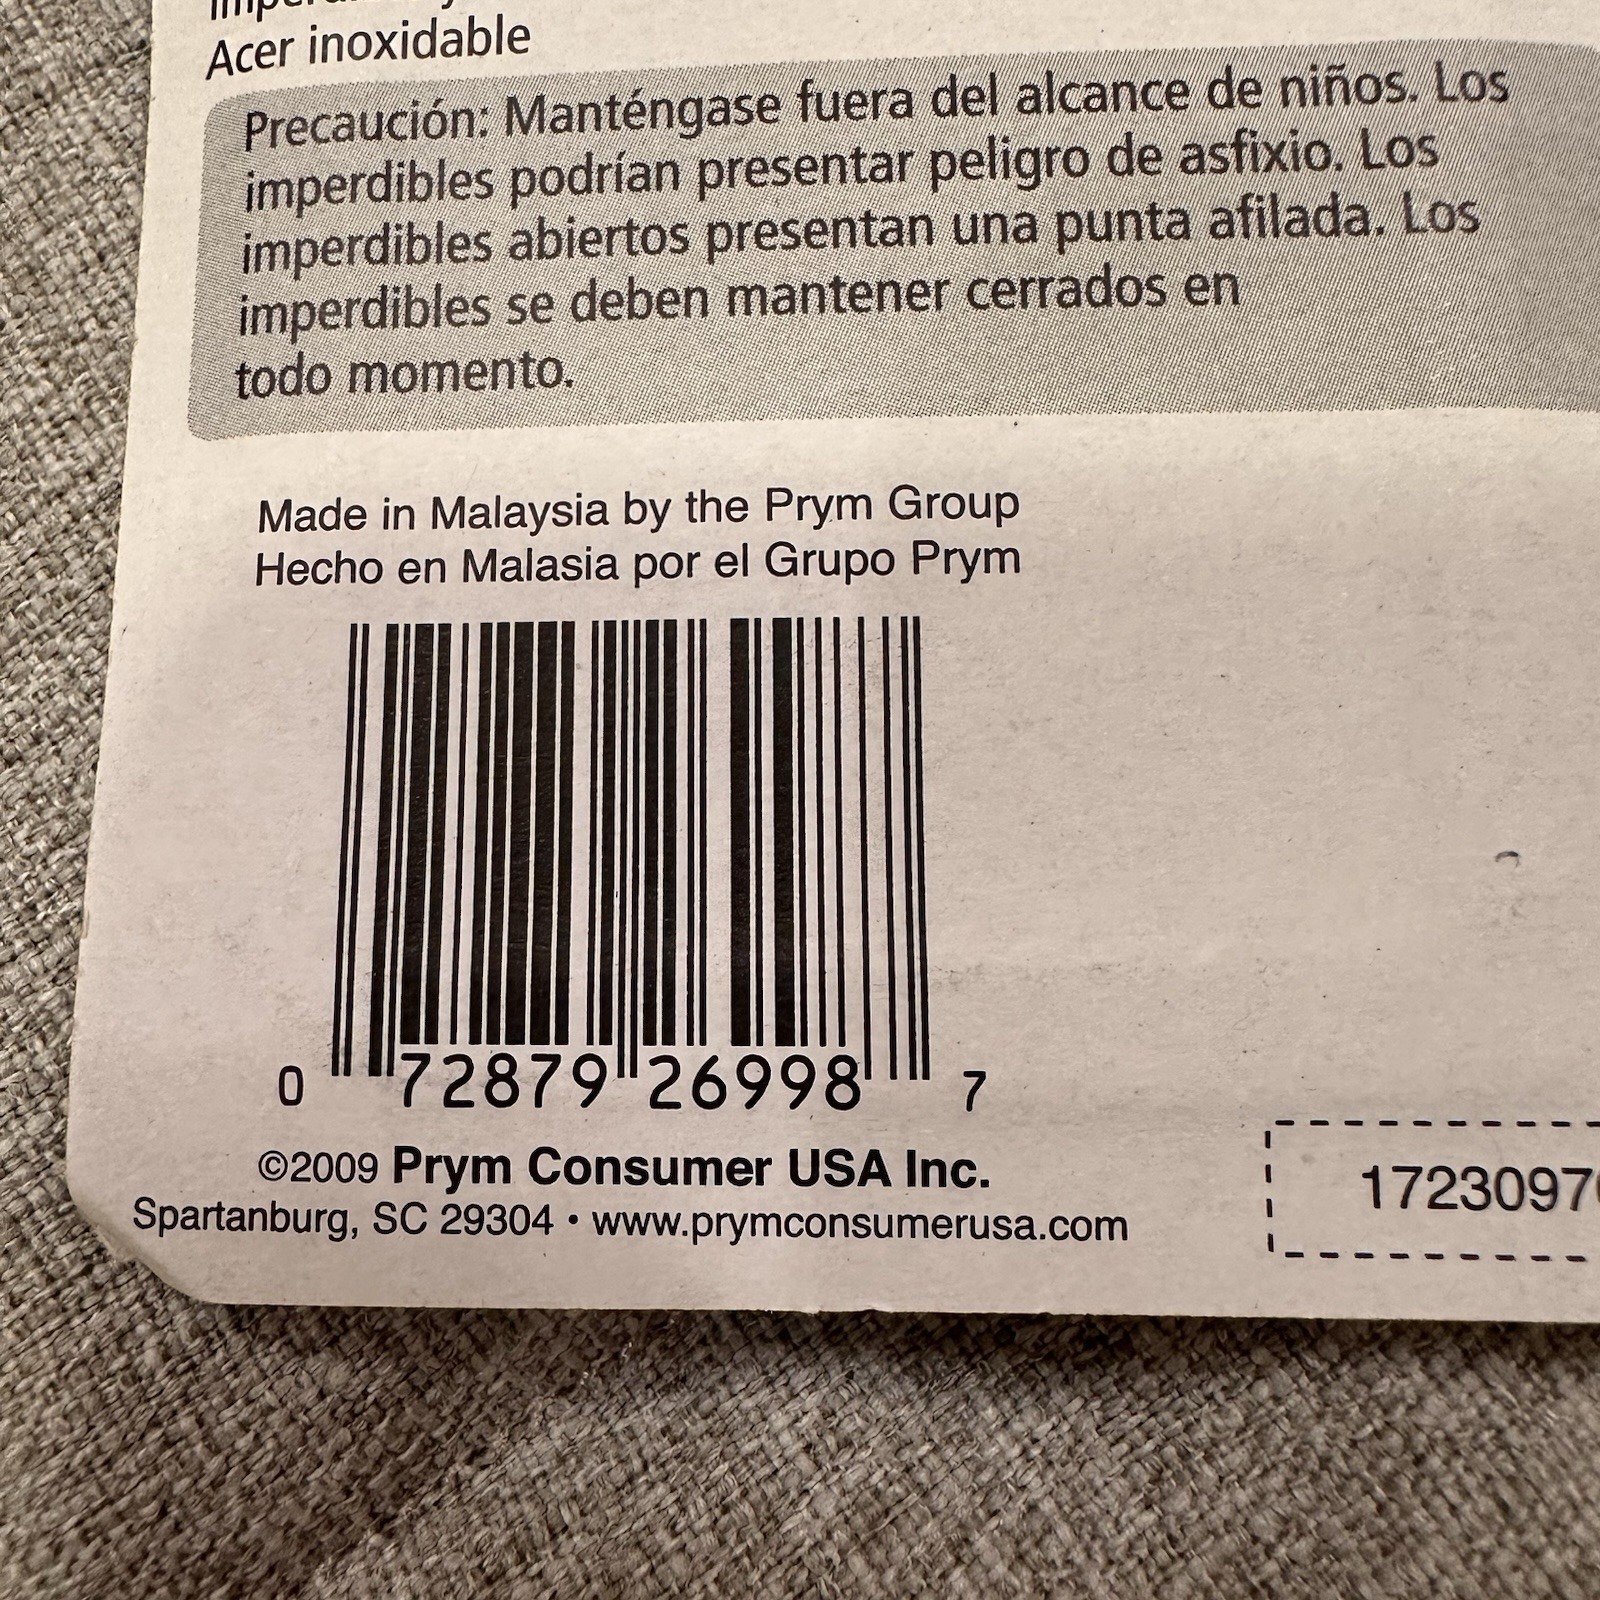 Acer inoxidable
Precaución: Manténgase fuera del alcance de niños. Los
imperdibles podrían presentar peligro de asfixio. Los
imperdibles abiertos presentan una punta afilada. Los
imperdibles se deben mantener cerrados en
todo momento.
Made in Malaysia by the Prym Group
Hecho en Malasia por el Grupo Prym
0 72879 26998 7
©2009 Prym Consumer USA Inc.
Spartanburg, SC 29304 • www.prymconsumerusa.com
1723097